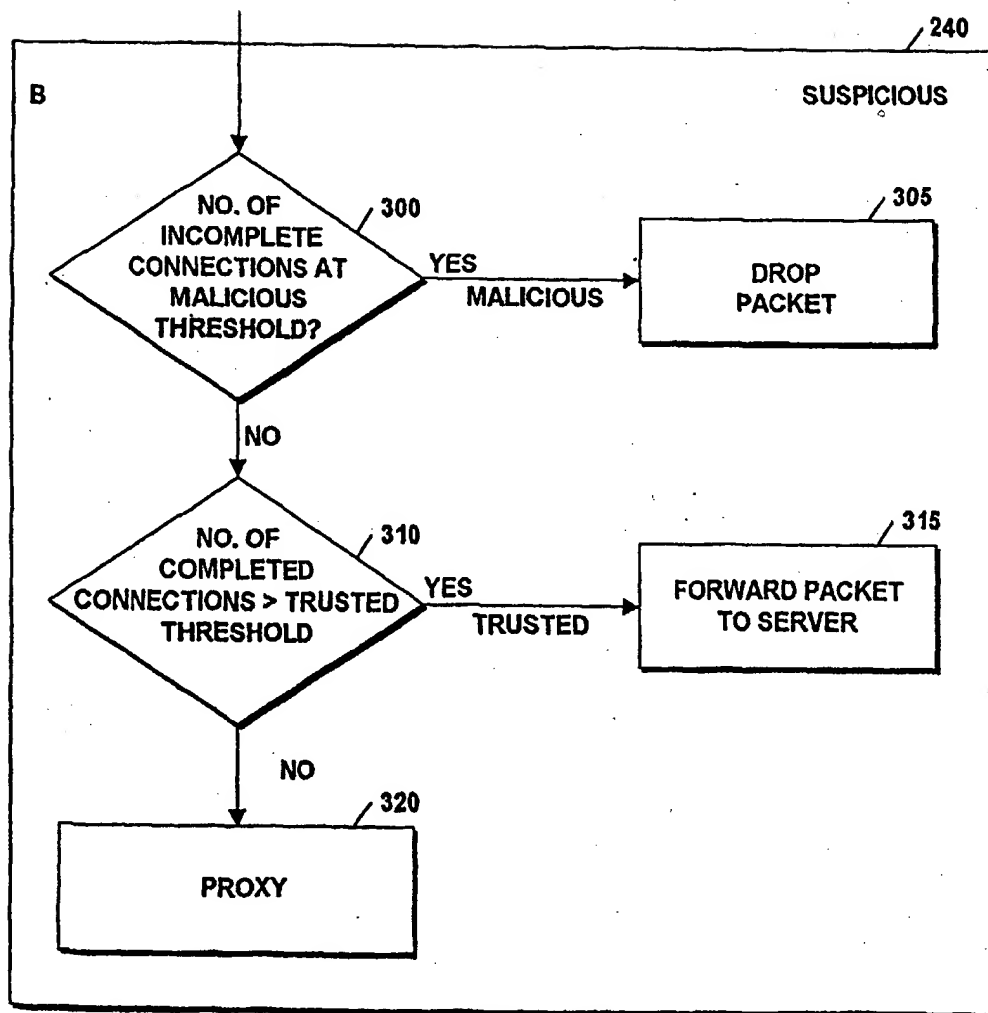 240
B
SUSPICIOUS
NO. OF
INCOMPLETE
CONNECTIONS AT
MALICIOUS
THRESHOLD?
300
YES
MALICIOUS
305
DROP
PACKET
NO
NO. OF
COMPLETED
CONNECTIONS > TRUSTED
THRESHOLD
310
YES
TRUSTED
315
FORWARD PACKET
TO SERVER
NO
320
PROXY